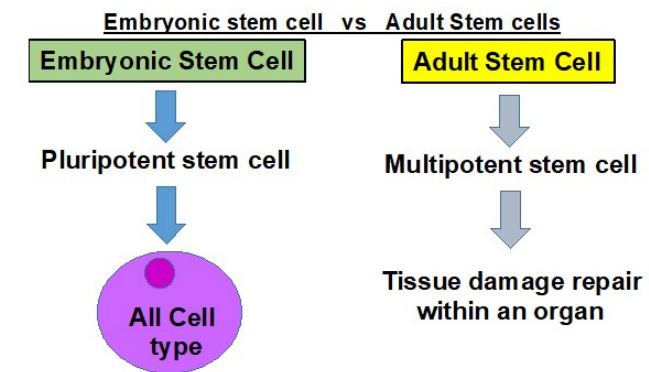 Embryonic stem cell vs Adult Stem cells
Embryonic Stem Cell
Pluripotent stem cell
All Cell
type
Adult Stem Cell
Multipotent stem cell
Tissue damage repair
within an organ